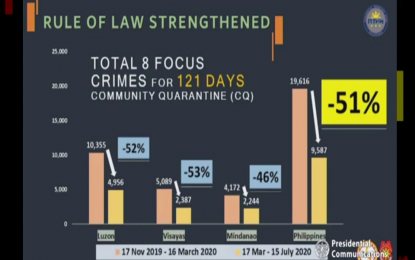 RULE OF LAW STRENGTHENED
TOTAL 8 FOCUS
CRIMES FOR 121 DAYS
COMMUNITY QUARANTINE (CQ)
25,000
20,000
15,000
10,000
5,000
0
10,355
4,956
-52%
5,089
2,387
-53%
4,172
2,244
-46%
19,616
9,587
-51%
Luzon
Visayas
Mindanao
Philippines
17 Nov 2019 -16 March 2020
17 Mar - 15 July 2020
Presidential
Communications